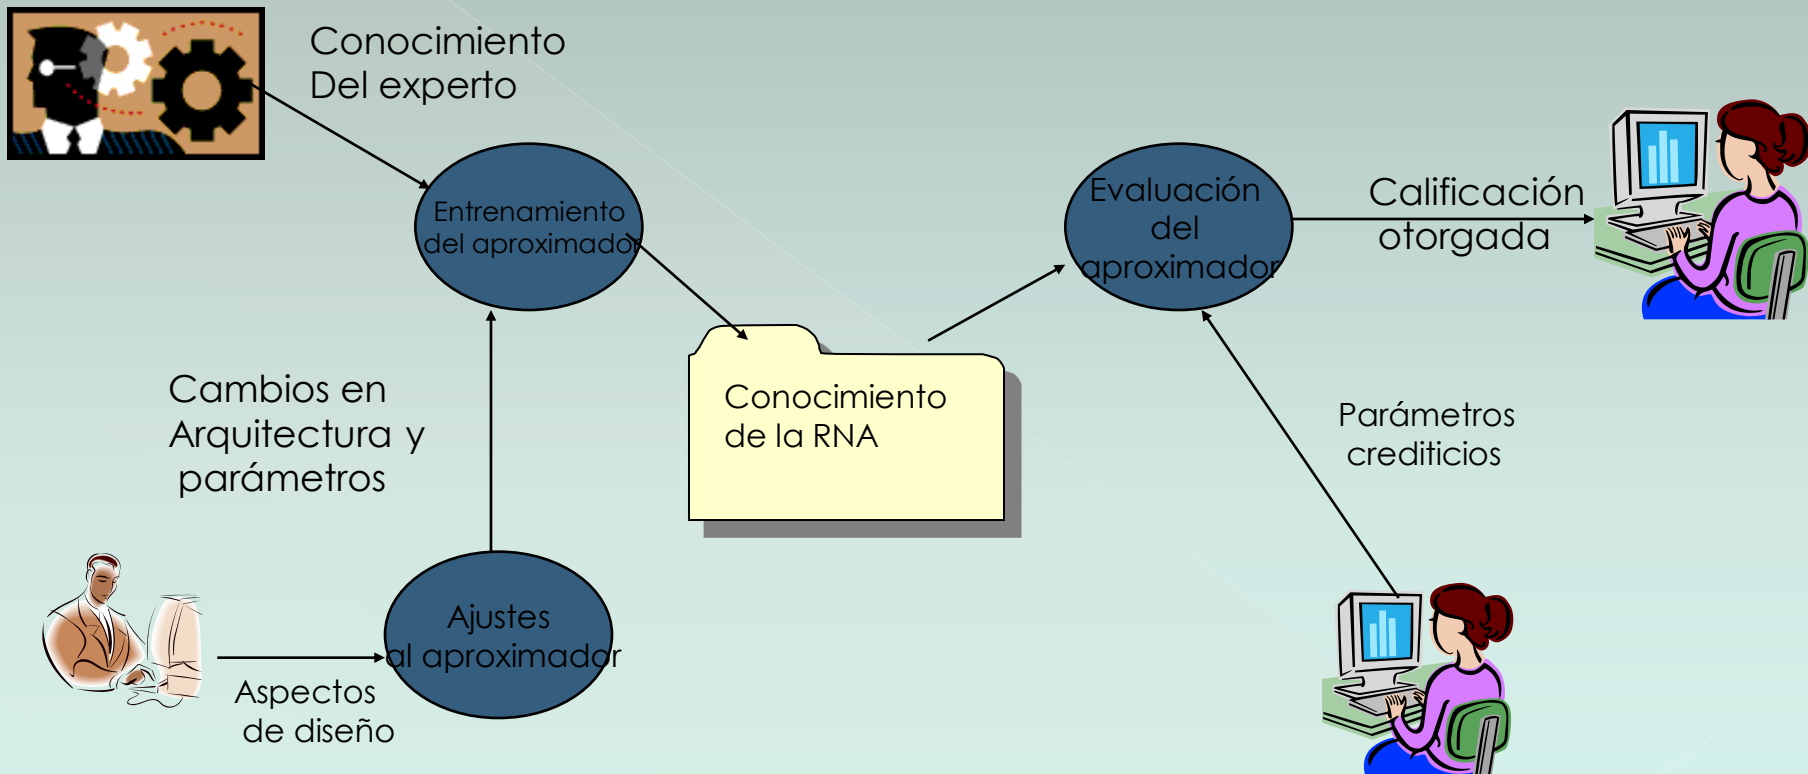 Conocimiento
Del experto
Entrenamiento
del aproximador
Evaluación
del
aproximador
Calificación
otorgada
Cambios en
Arquitectura y
parámetros
Conocimiento
de la RNA
Parámetros
crediticios
Ajustes
al aproximador
Aspectos
de diseño